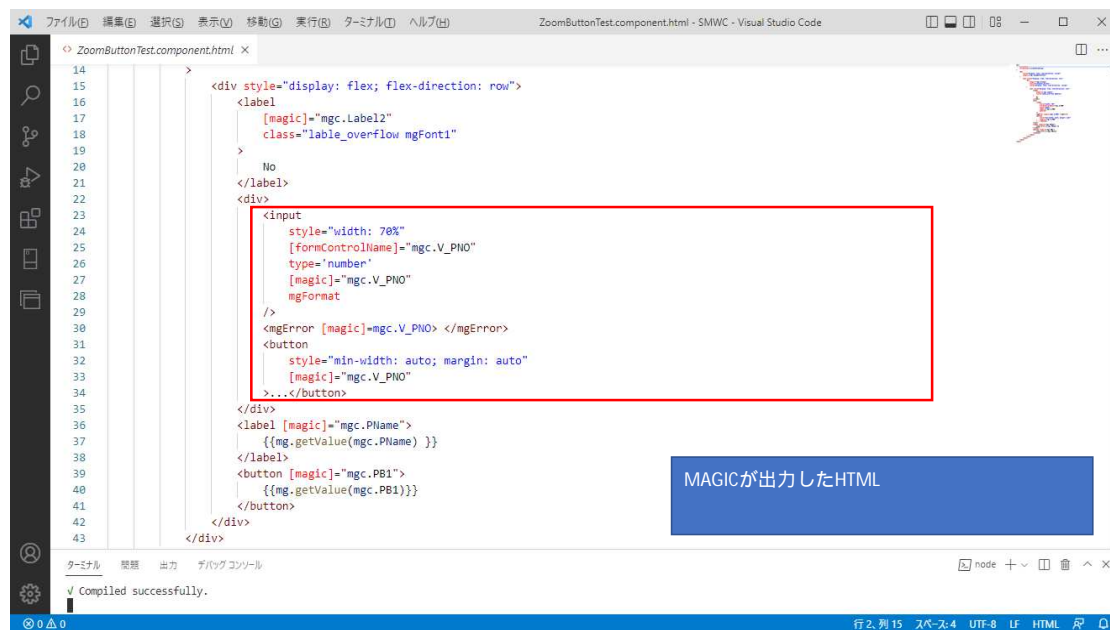 ファイル(F) 編集(E) 選択(S) 表示(V) 移動(G) 実行(R) ターミナル(T) ヘルプ(H) ZoomButtonTest.component.html - SMWC - Visual Studio Code
<> ZoomButtonTest.component.html ×
14 >
15 <div style="display: flex; flex-direction: row">
16 <label
17 [magic]="mgc.Label2"
18 class="lable_overflow mgFont1"
19 >
20 No
21 </label>
22 <div>
23 <input
24 style="width: 70%"
25 [formControlName]="mgc.V_PNO"
26 type='number'
27 [magic]="mgc.V_PNO"
28 mgFormat
29 />
30 <mgError [magic]=mgc.V_PNO> </mgError>
31 <button
32 style="min-width: auto; margin: auto"
33 [magic]="mgc.V_PNO"
34 >...</button>
35 </div>
36 <label [magic]="mgc.PName">
37 {{mg.getValue(mgc.PName) }}
38 </label>
39 <button [magic]="mgc.PB1">
40 {{mg.getValue(mgc.PB1)}}
41 </button>
42 </div>
43 </div>
MAGICが出力したHTML
ターミナル 問題 出力 デバッグ コンソール node
√ Compiled successfully.
0 0 行 2、列 15 スペース: 4 UTF-8 LF HTML